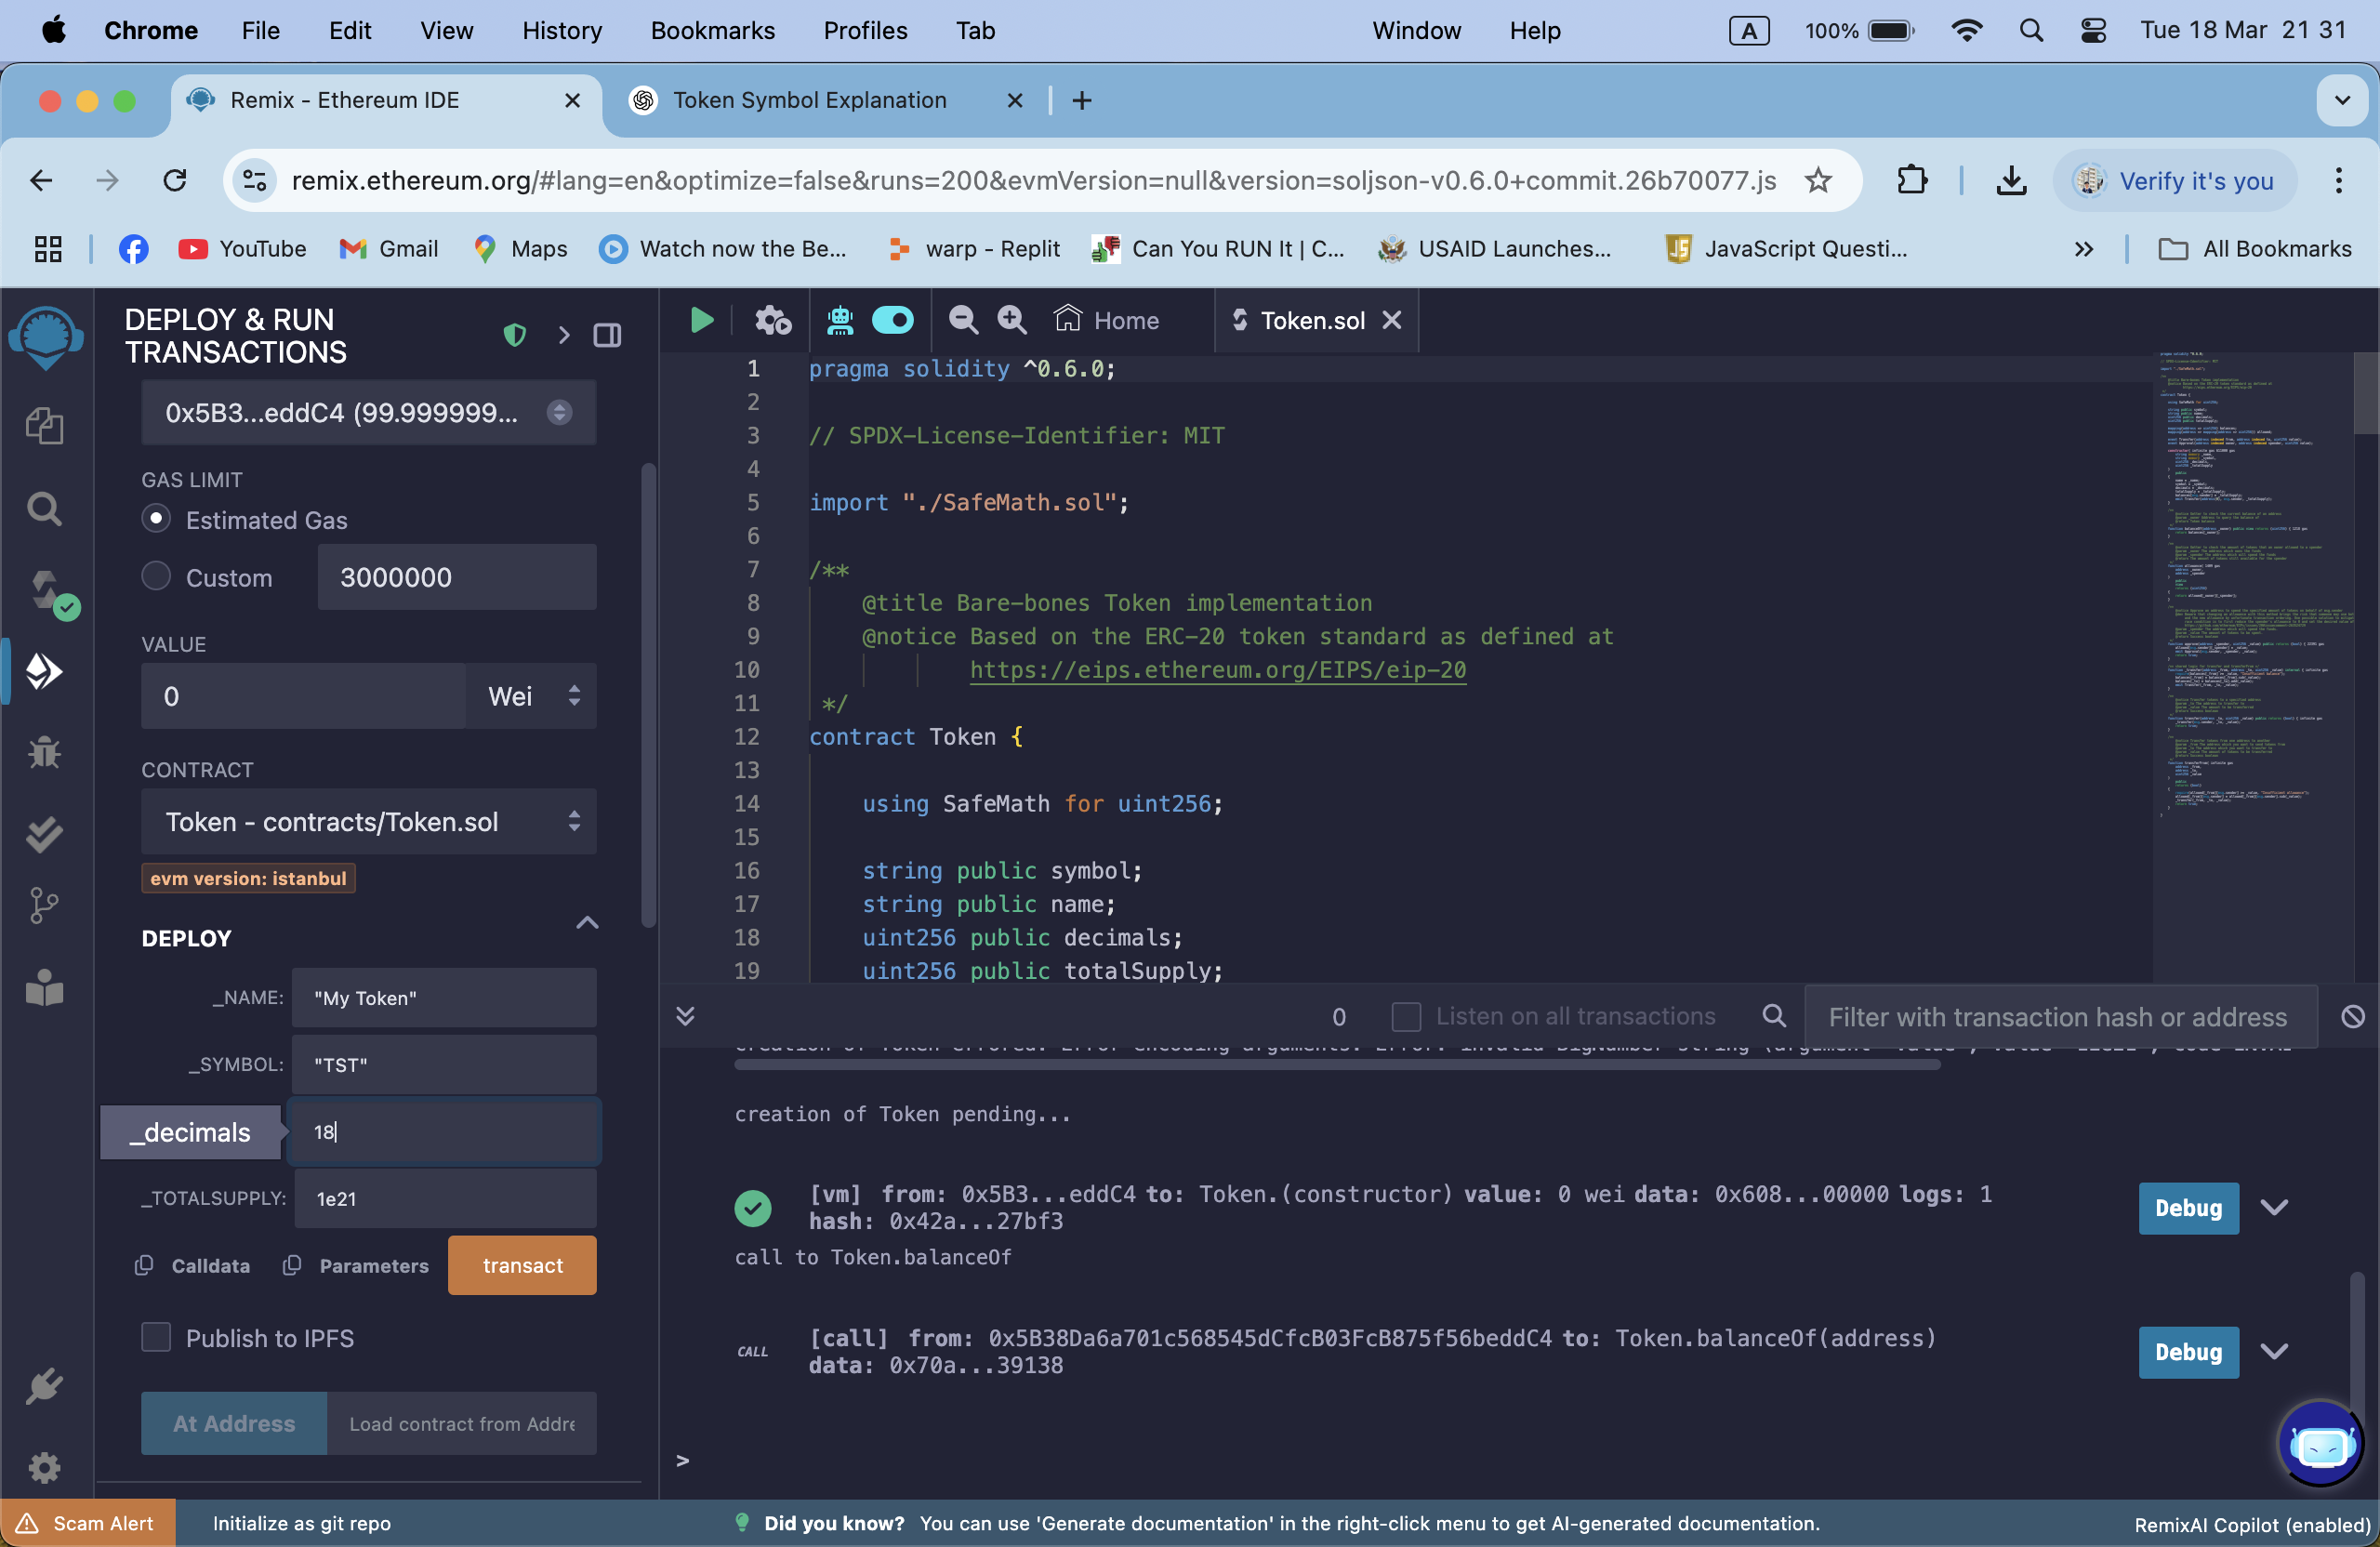 Chrome File Edit View History Bookmarks Profiles Tab Window Help A 100% Tue 18 Mar 21 31
Remix - Ethereum IDE
Token Symbol Explanation
remix.ethereum.org/#lang=en&optimize=false&runs=200&evmVersion=null&version=soljson-v0.6.0+commit.26b70077.js
Verify it's you
YouTube Gmail Maps Watch now the Be... warp - Replit Can You RUN It | C... USAID Launches... JavaScript Questi... All Bookmarks
DEPLOY & RUN
TRANSACTIONS
0x5B3...eddC4 (99.999999...
GAS LIMIT
Estimated Gas
Custom 3000000
VALUE
0 Wei
CONTRACT
Token - contracts/Token.sol
evm version: istanbul
DEPLOY
_NAME: "My Token"
_SYMBOL: "TST"
_decimals 18
_TOTALSUPPLY: 1e21
Calldata Parameters transact
Publish to IPFS
At Address Load contract from Addre
Home Token.sol
1 pragma solidity ^0.6.0;
2
3 // SPDX-License-Identifier: MIT
4
5 import "./SafeMath.sol";
6
7 /**
8 @title Bare-bones Token implementation
9 @notice Based on the ERC-20 token standard as defined at
10 https://eips.ethereum.org/EIPS/eip-20
11 */
12 contract Token {
13
14 using SafeMath for uint256;
15
16 string public symbol;
17 string public name;
18 uint256 public decimals;
19 uint256 public totalSupply;
0 Listen on all transactions Filter with transaction hash or address
creation of Token pending...
[vm] from: 0x5B3...eddC4 to: Token.(constructor) value: 0 wei data: 0x608...00000 logs: 1
hash: 0x42a...27bf3
Debug
call to Token.balanceOf
CALL [call] from: 0x5B38Da6a701c568545dCfcB03FcB875f56beddC4 to: Token.balanceOf(address)
data: 0x70a...39138
Debug
>
Scam Alert Initialize as git repo Did you know? You can use 'Generate documentation' in the right-click menu to get AI-generated documentation. RemixAI Copilot (enabled)